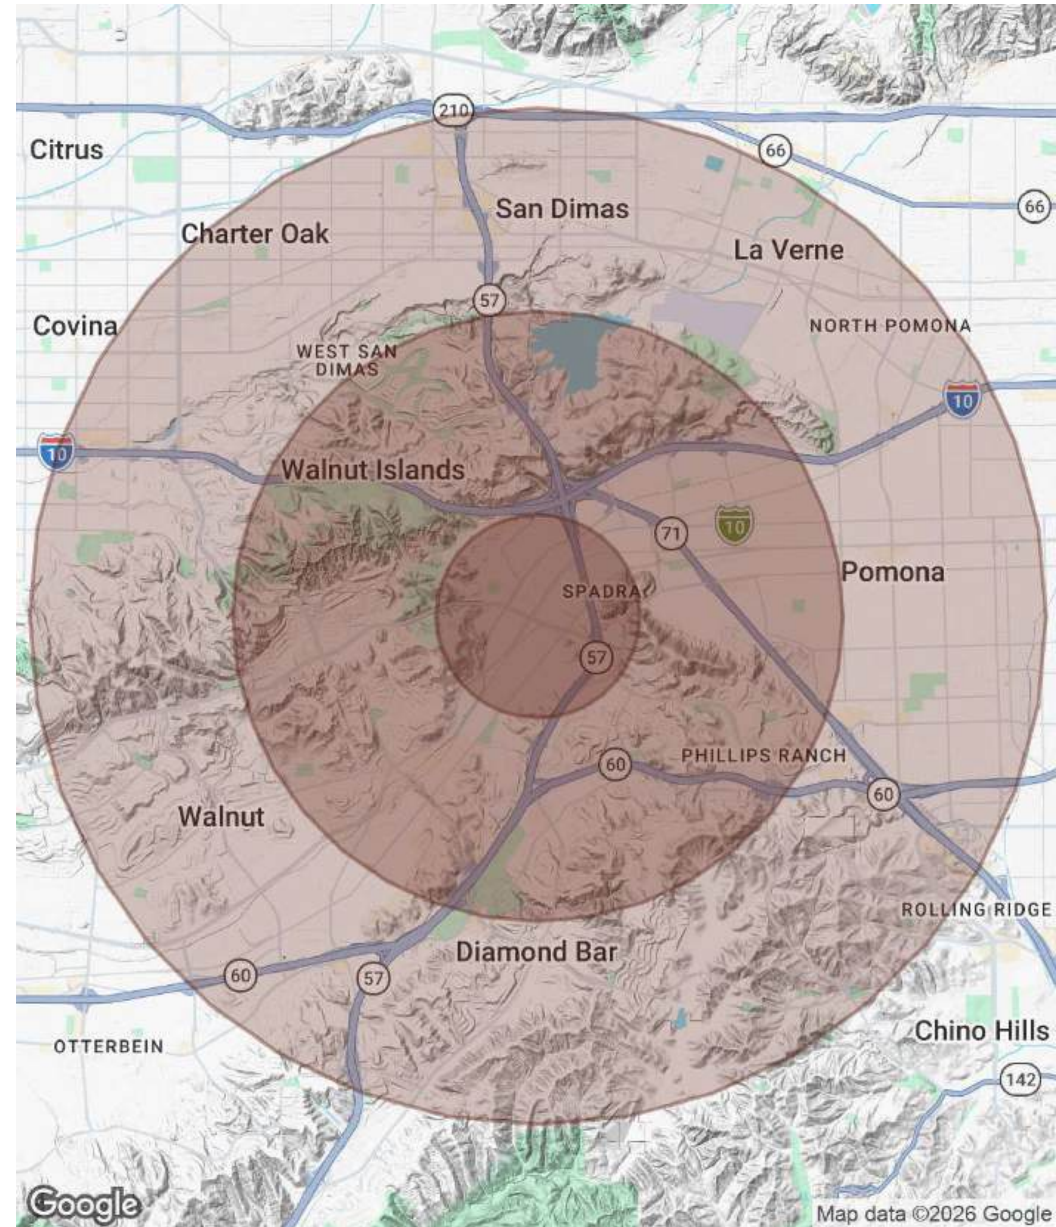 210
66
Citrus
66
San Dimas
Charter Oak
La Verne
57
Covina
NORTH POMONA
WEST SAN
DIMAS
10
10
Walnut Islands
10
71
Pomona
SPADRA
57
PHILLIPS RANCH
60
60
Walnut
ROLLING RIDGE
Diamond Bar
60
57
Chino Hills
OTTERBEIN
142
Google
Map data ©2026 Google